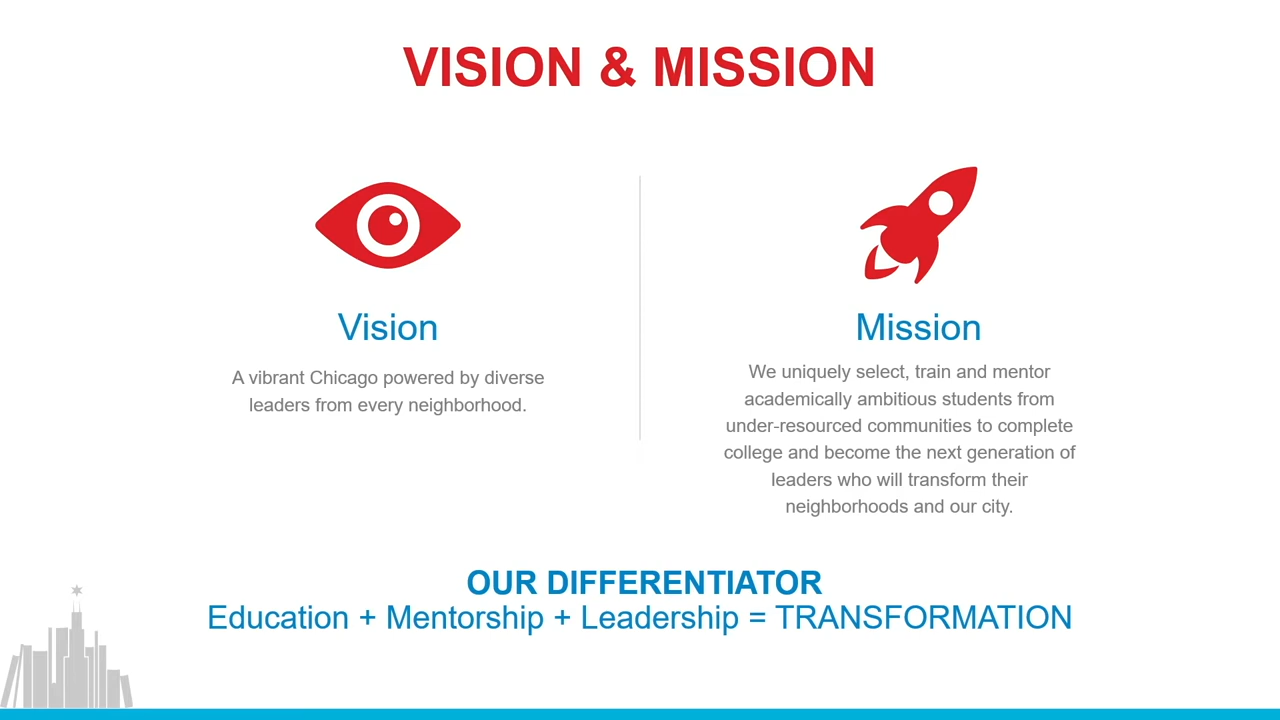 VISION & MISSION
Vision
A vibrant Chicago powered by diverse
leaders from every neighborhood.
Mission
We uniquely select, train and mentor
academically ambitious students from
under-resourced communities to complete
college and become the next generation of
leaders who will transform their
neighborhoods and our city.
OUR DIFFERENTIATOR
Education + Mentorship + Leadership = TRANSFORMATION